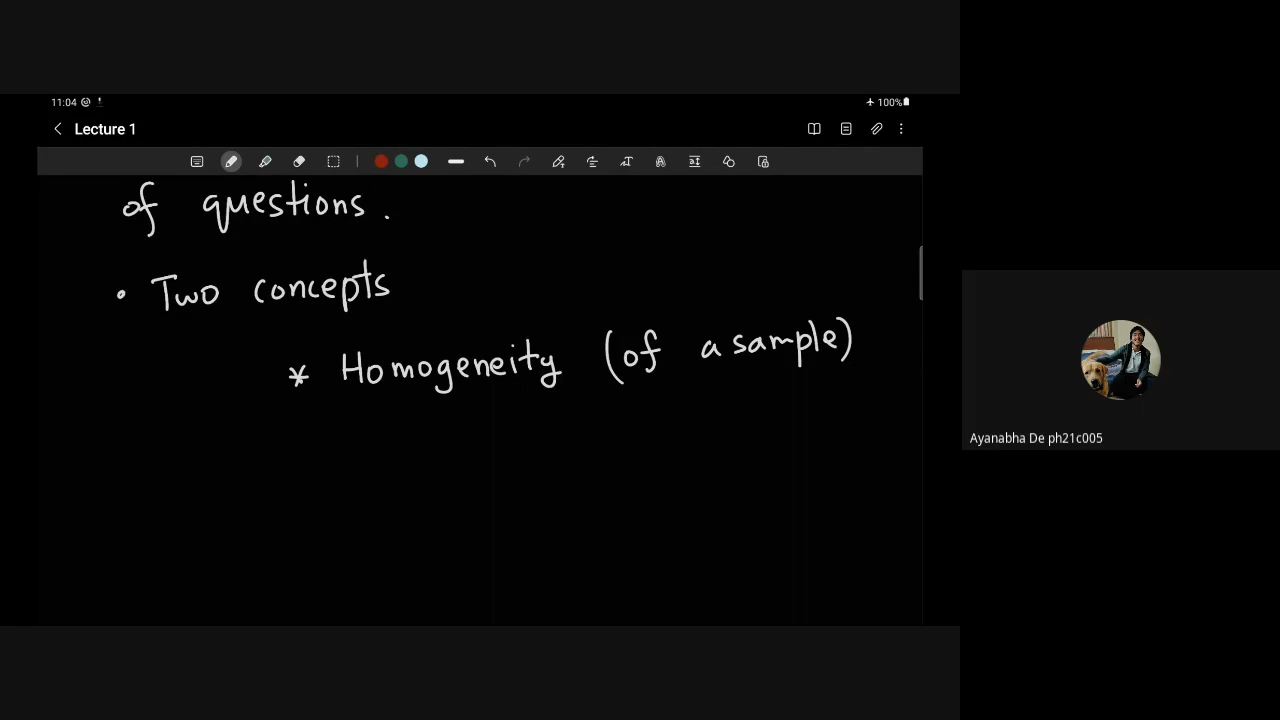 11:04
100%
Lecture 1
of questions.
• Two concepts
* Homogeneity (of a sample)
Ayanabha De ph21c005